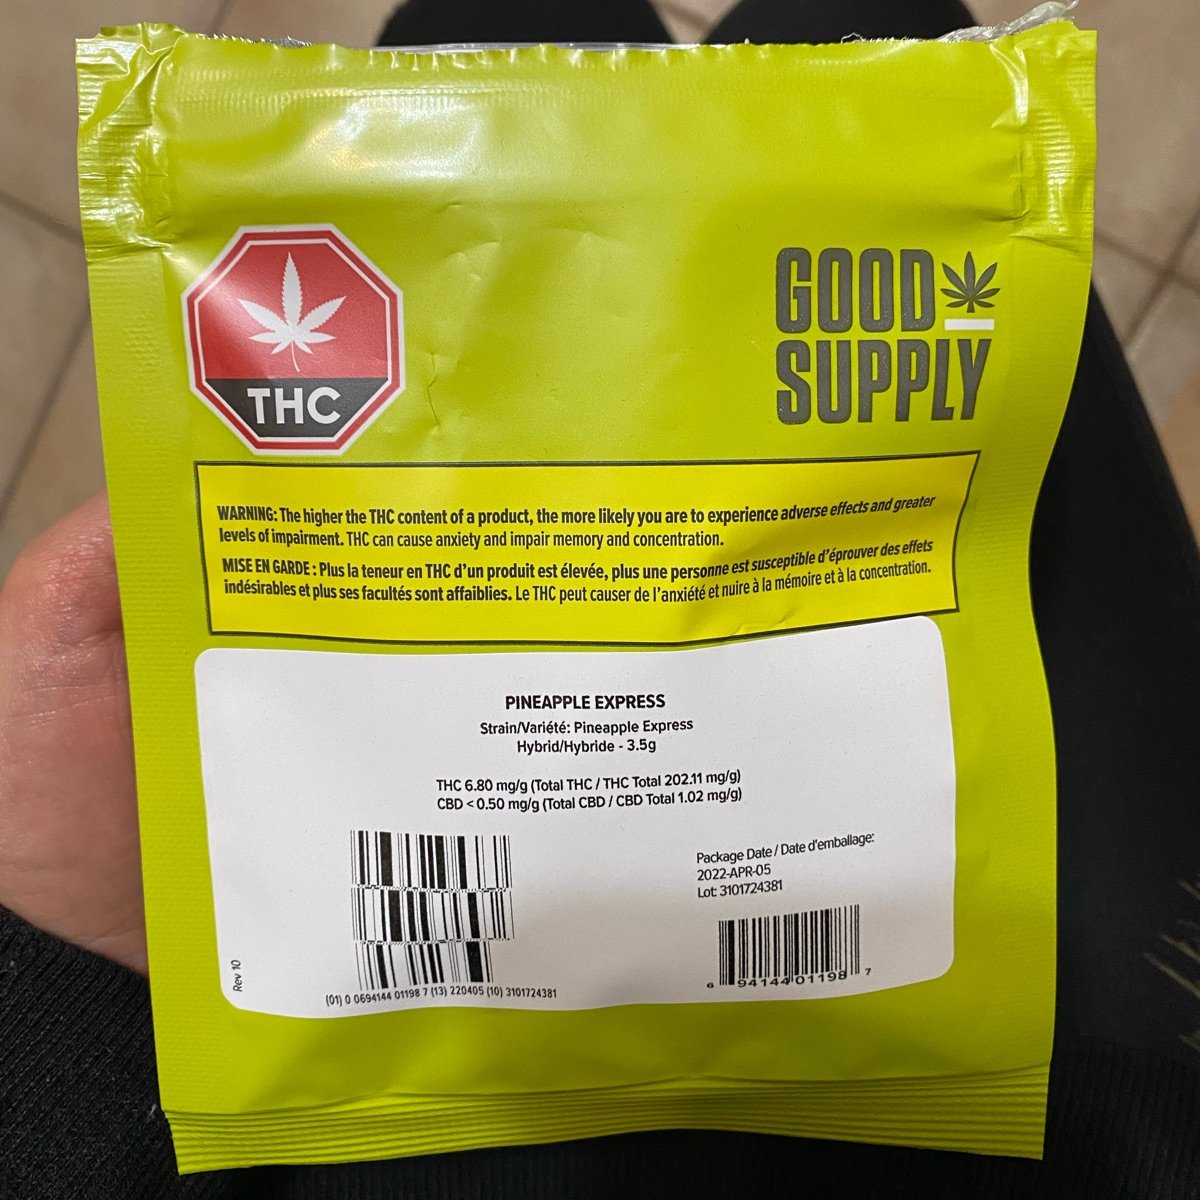 THC
GOOD
SUPPLY
WARNING: The higher the THC content of a product, the more likely you are to experience adverse effects and greater
levels of impairment. THC can cause anxiety and impair memory and concentration.
MISE EN GARDE : Plus la teneur en THC d'un produit est élevée, plus une personne est susceptible d'éprouver des effets
indésirables et plus ses facultés sont affaiblies. Le THC peut causer de l'anxiété et nuire à la mémoire et à la concentration.
PINEAPPLE EXPRESS
Strain/Variété: Pineapple Express
Hybrid/Hybride - 3.5g
THC 6.80 mg/g (Total THC / THC Total 202.11 mg/g)
CBD < 0.50 mg/g (Total CBD / CBD Total 1.02 mg/g)
Package Date / Date d'emballage:
2022-APR-05
Lot: 3101724381
Rev 10
(01) 0 0694144 01198 7 (13) 220405 (10) 3101724381
6 94144 01198 7